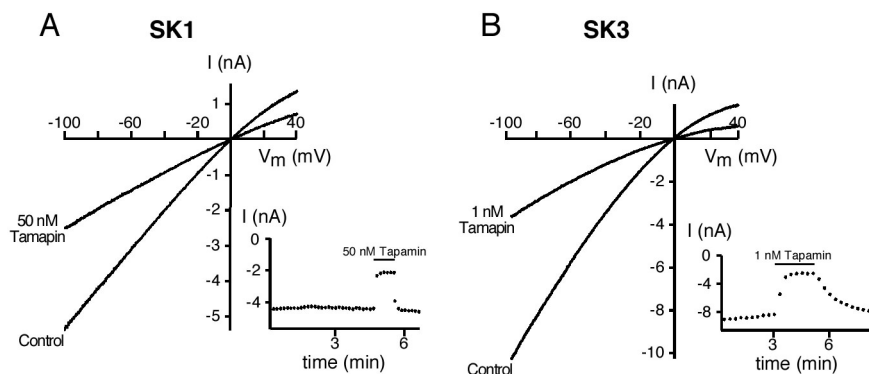 A
SK1
I (nA)
1
-100
-60
-20
40
Vm (mV)
-1
-2
-3
-4
-5
50 nM
Tamapin
Control
I (nA)
0
-2
-4
50 nM Tapamin
3
6
time (min)
B
SK3
I (nA)
-100
-60
-20
40
Vm (mV)
-2
-4
-6
-8
-10
1 nM
Tamapin
Control
I (nA)
0
-4
-8
1 nM Tapamin
3
6
time (min)